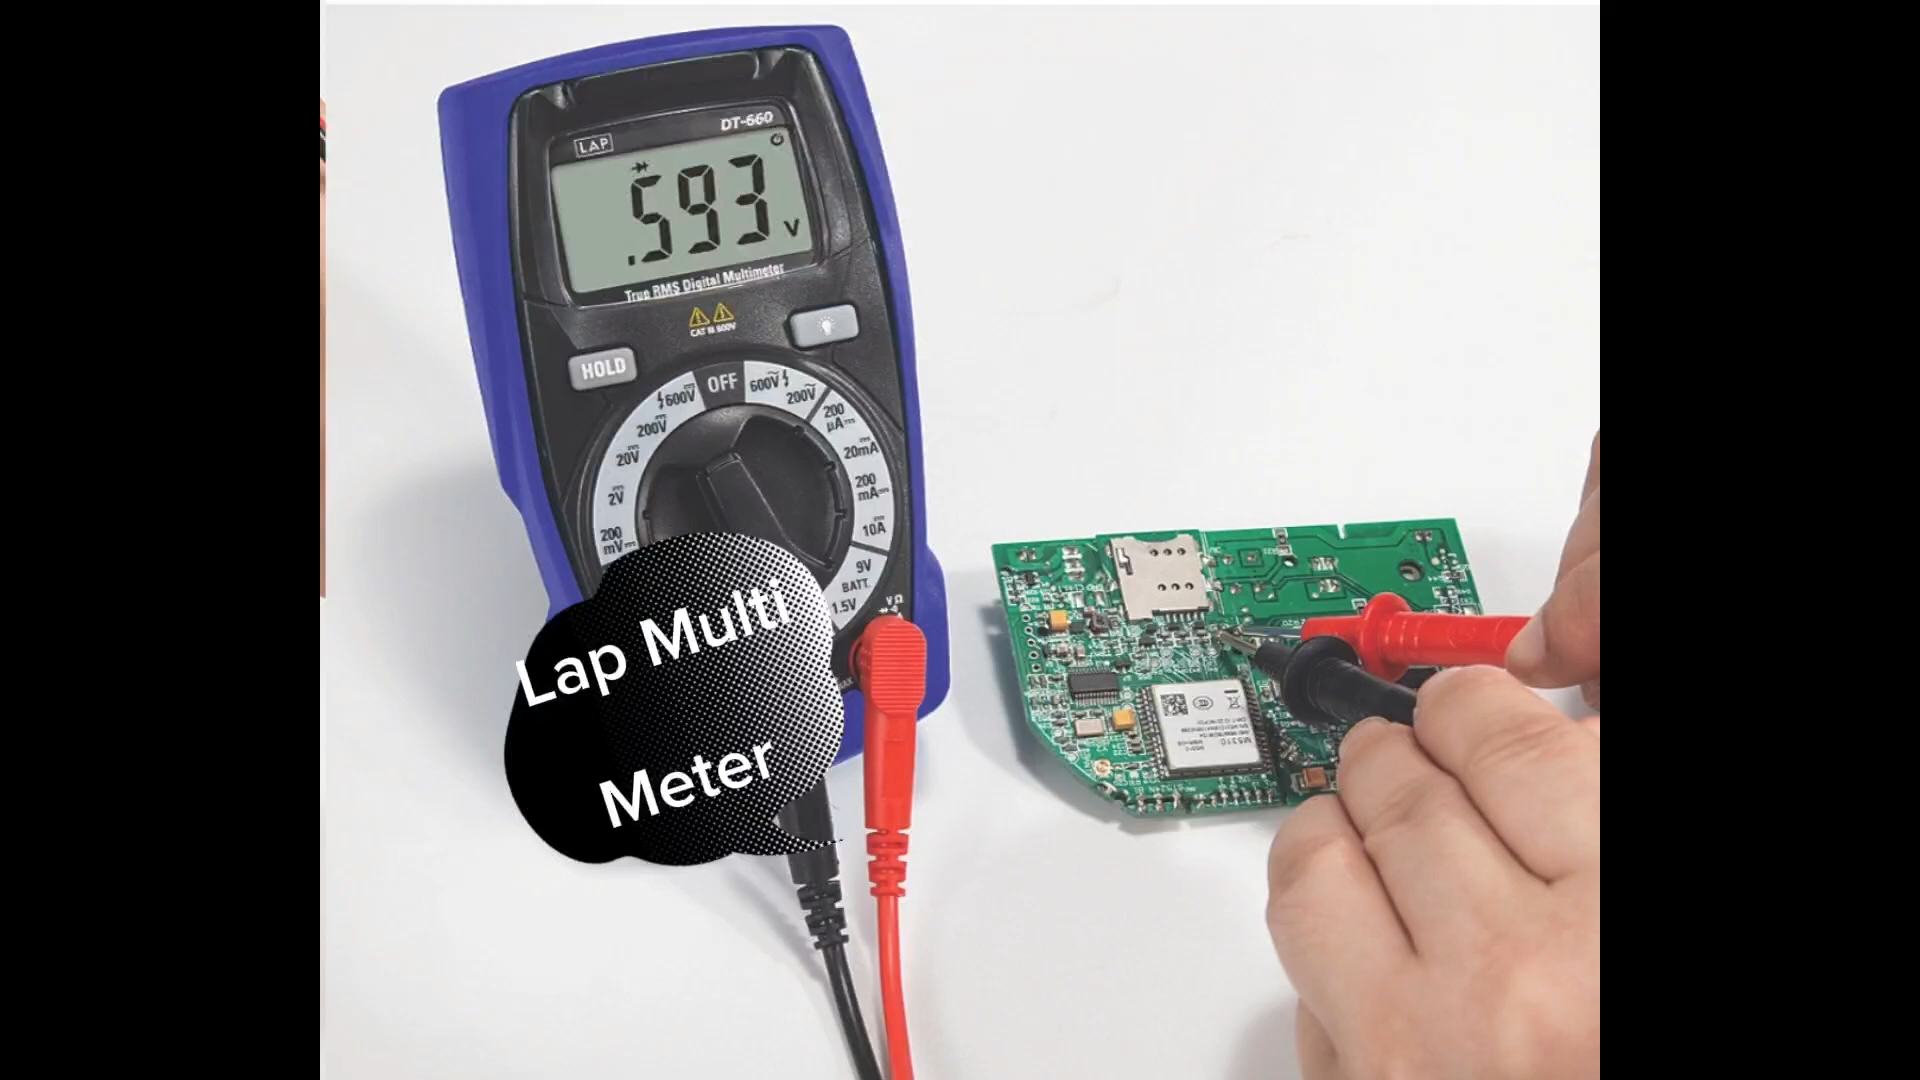 DT-660
LAP
.593 V
True RMS Digital Multimeter
CAT III 600V
HOLD
OFF
600V
200V
20V
2V
200
mV
600V
200V
200
µA
20mA
200
mA
10A
9V
BATT.
1.5V
VΩ
Lap Multi
Meter
M5310